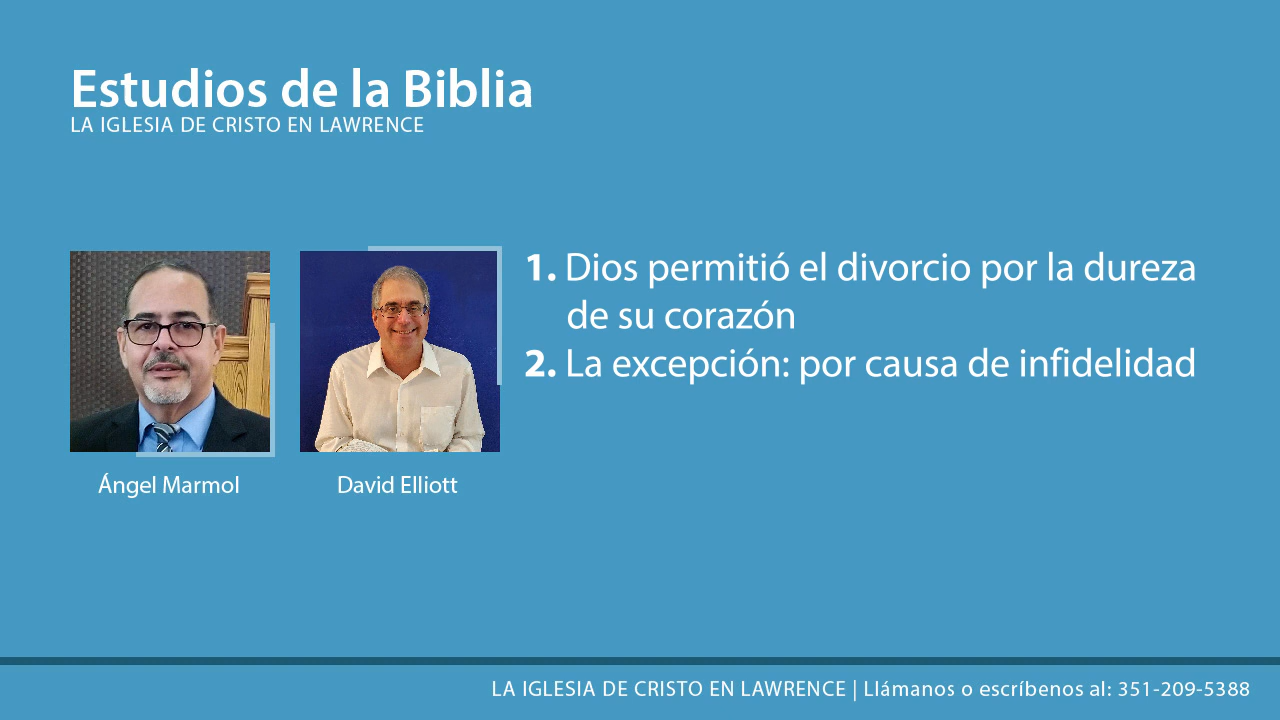 Estudios de la Biblia
LA IGLESIA DE CRISTO EN LAWRENCE
1. Dios permitió el divorcio por la dureza
de su corazón
2. La excepción: por causa de infidelidad
Ángel Marmol
David Elliott
LA IGLESIA DE CRISTO EN LAWRENCE | Llámanos o escríbenos al: 351-209-5388